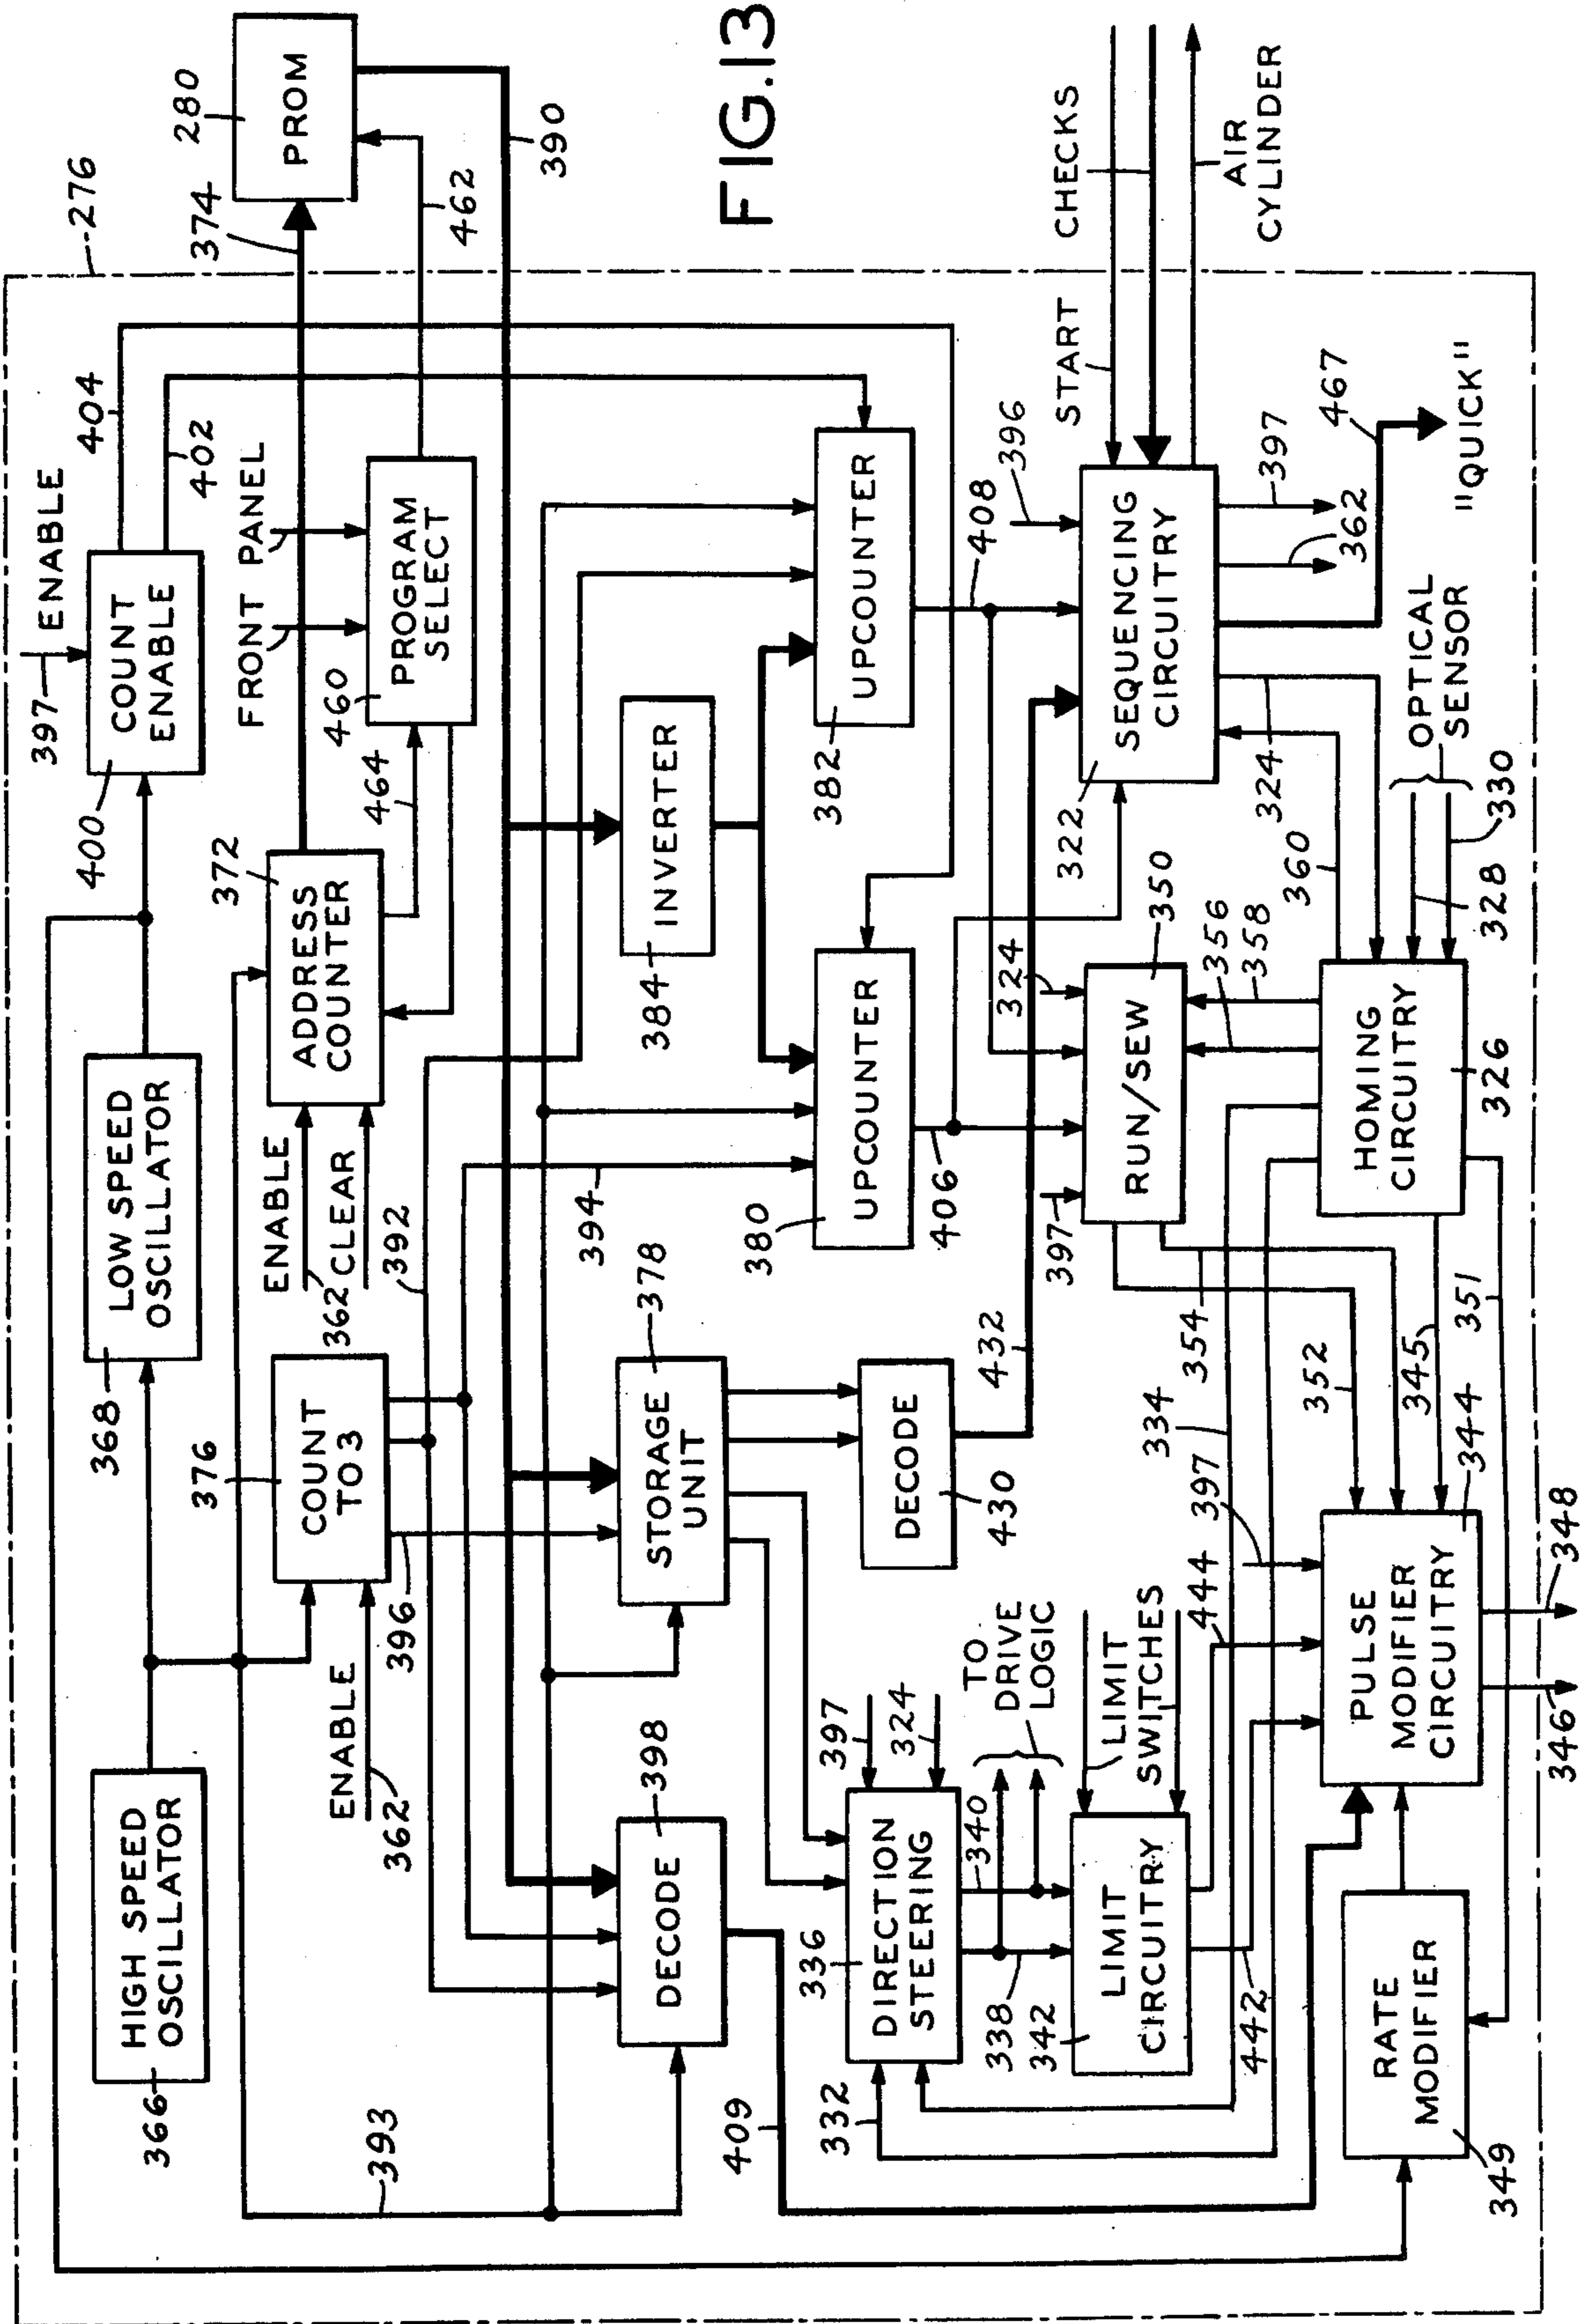 FIG.13
276
HIGH SPEED
OSCILLATOR
366
LOW SPEED
OSCILLATOR
368
397
ENABLE
COUNT
ENABLE
400
404
402
COUNT
TO 3
376
ENABLE
362
396
ADDRESS
COUNTER
372
ENABLE
362
CLEAR
392
374
PROM
280
FRONT PANEL
PROGRAM
SELECT
460
464
462
390
393
DECODE
398
409
STORAGE
UNIT
378
INVERTER
384
394
UPCOUNTER
380
406
UPCOUNTER
382
408
DECODE
430
432
DIRECTION
STEERING
336
332
397
324
338
340
TO
DRIVE
LOGIC
LIMIT
CIRCUITRY
342
LIMIT
SWITCHES
442
444
RUN/SEW
350
397
324
352
354
356
358
SEQUENCING
CIRCUITRY
322
396
START
CHECKS
AIR
CYLINDER
397
362
467
"QUICK"
324
360
OPTICAL
SENSOR
328
330
HOMING
CIRCUITRY
326
334
345
351
PULSE
MODIFIER
CIRCUITRY
344
397
346
348
RATE
MODIFIER
349